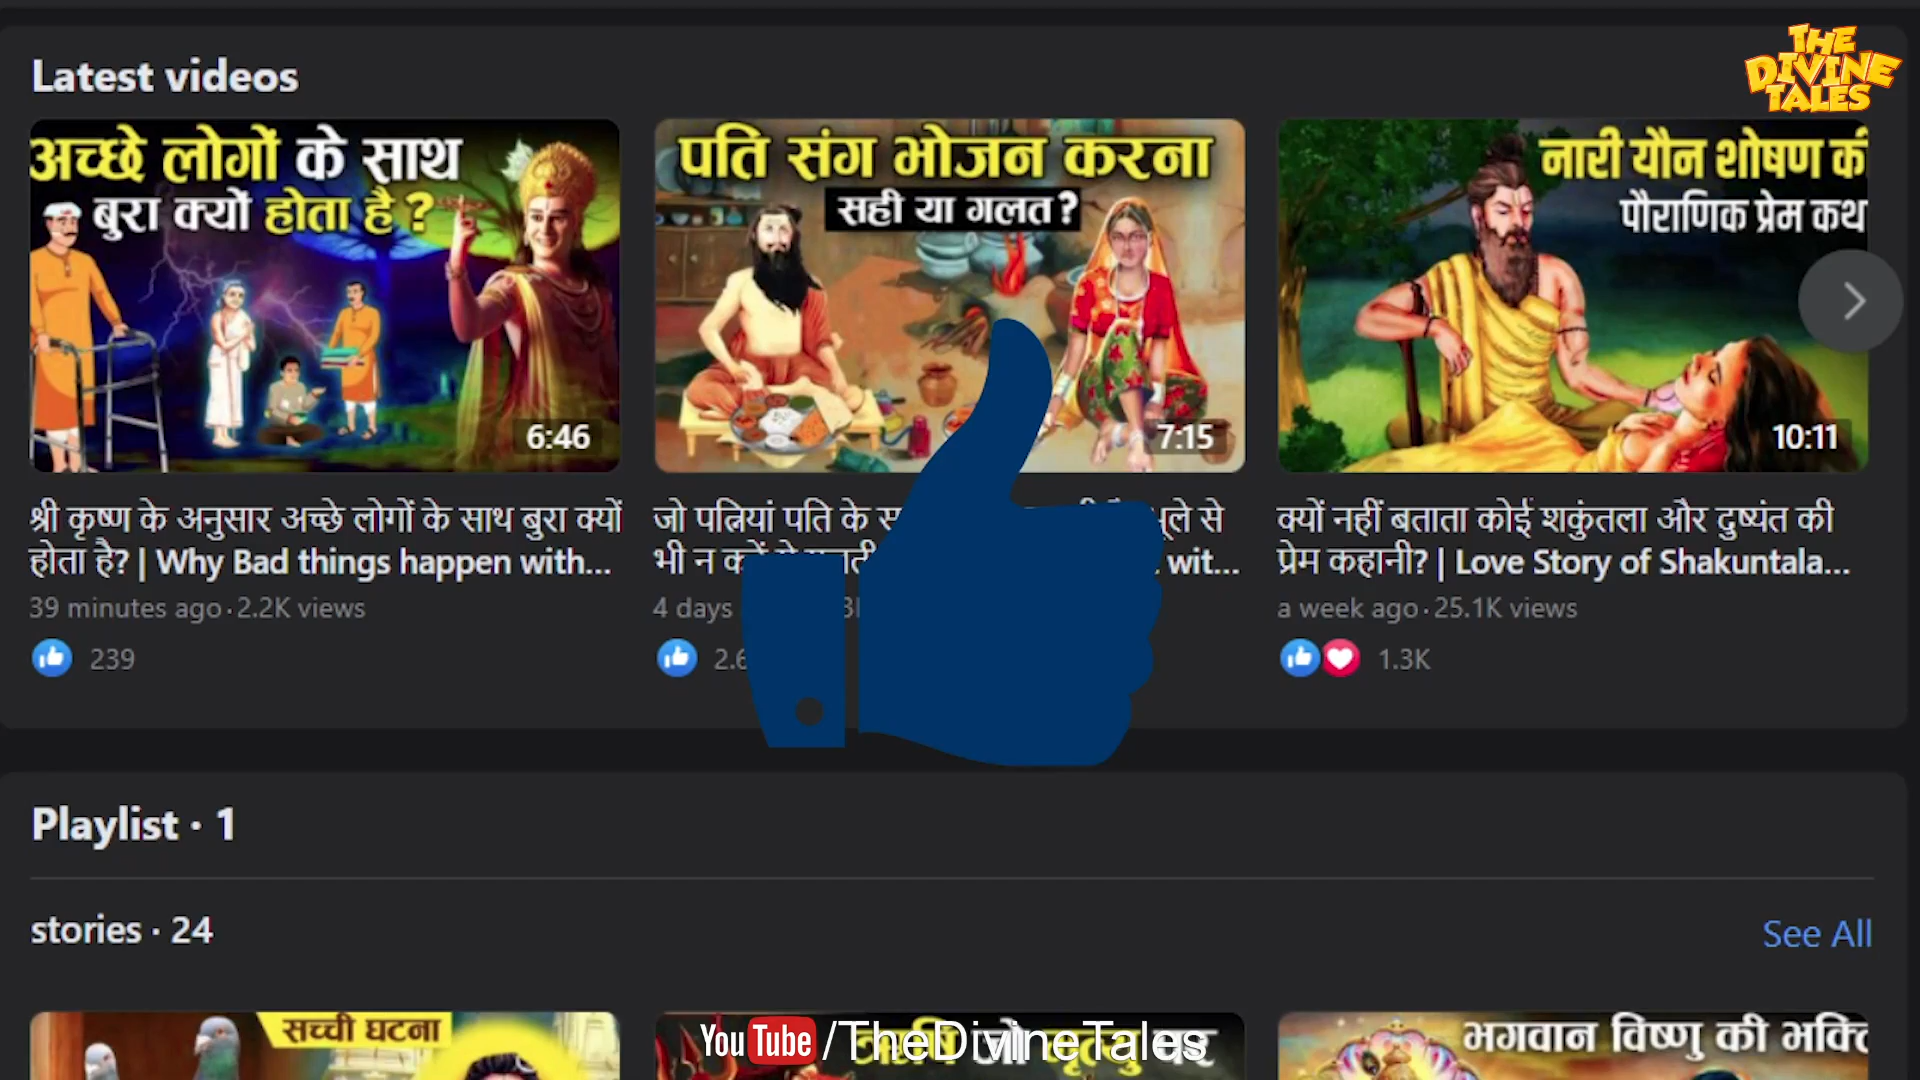 THE
DIVINE
TALES
Latest videos
अच्छे लोगों के साथ
बुरा क्यों होता है ?
6:46
पति संग भोजन करना
सही या गलत ?
7:15
नारी यौन शोषण की
पौराणिक प्रेम
10:11
श्री कृष्ण के अनुसार अच्छे लोगों के साथ बुरा क्यों
होता है? | Why Bad things happen with...
39 minutes ago · 2.2K views
239
जो पत्नियां पति के
से
भी न
wit...
4 days
क्यों नहीं बताता कोई शकुंतला और दुष्यंत की
प्रेम कहानी? | Love Story of Shakuntala...
a week ago · 25.1K views
1.3K
Playlist · 1
stories · 24
See All
सच्ची घटना
भगवान विष्णु की
YouTube /TheDivineTales